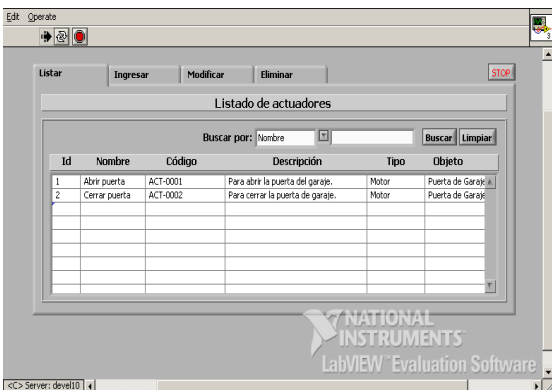 Edit Operate
3
Listar Ingresar Modificar Eliminar STOP
Listado de actuadores
Buscar por: Nombre Buscar Limpiar
Id Nombre Código Descripción Tipo Objeto
1 Abrir puerta ACT-0001 Para abrir la puerta del garaje. Motor Puerta de Garaje
2 Cerrar puerta ACT-0002 Para cerrar la puerta de garaje. Motor Puerta de Garaje
NATIONAL
INSTRUMENTS
LabVIEW Evaluation Software
<C> Server: devel10